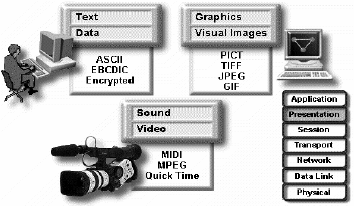 Text
Data
ASCII
EBCDIC
Encrypted
Graphics
Visual Images
PICT
TIFF
JPEG
GIF
Sound
Video
MIDI
MPEG
Quick Time
Application
Presentation
Session
Transport
Network
Data Link
Physical